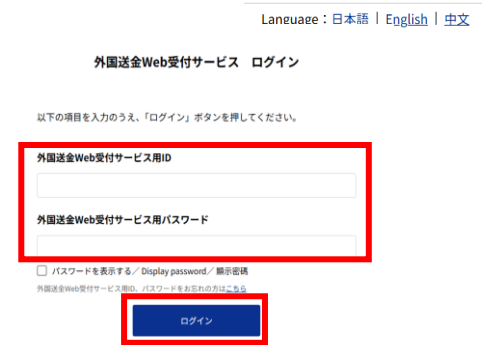 Language：日本語 | English | 中文
外国送金Web受付サービス　ログイン
以下の項目を入力のうえ、「ログイン」ボタンを押してください。
外国送金Web受付サービス用ID
外国送金Web受付サービス用パスワード
パスワードを表示する／Display password／顯示密碼
外国送金Web受付サービス用ID、パスワードをお忘れの方はこちら
ログイン